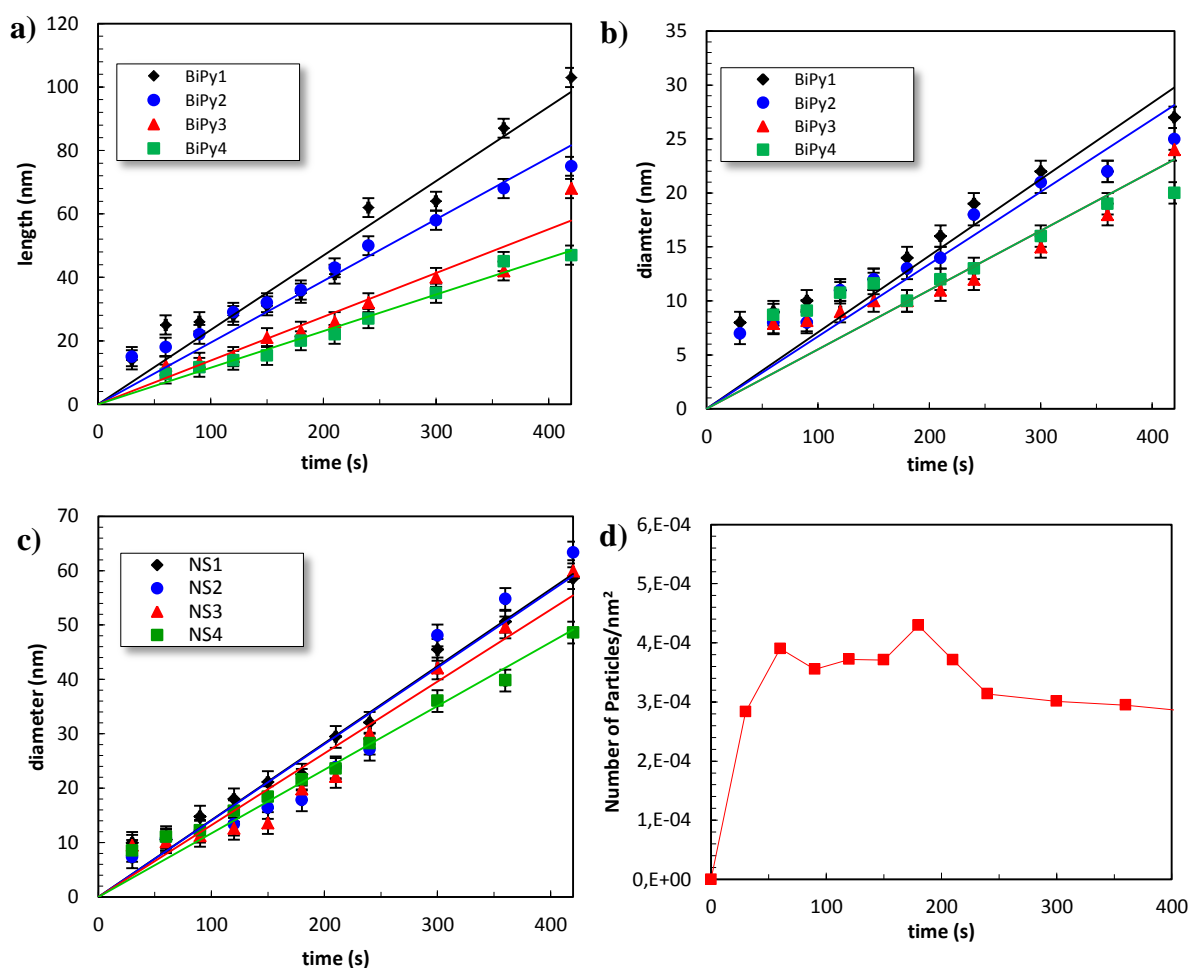 a)
length (nm)
120
100
80
60
40
20
0
BiPy1
BiPy2
BiPy3
BiPy4
0 100 200 300 400
time (s)
b)
diamter (nm)
35
30
25
20
15
10
5
0
BiPy1
BiPy2
BiPy3
BiPy4
0 100 200 300 400
time (s)
c)
diameter (nm)
70
60
50
40
30
20
10
0
NS1
NS2
NS3
NS4
0 100 200 300 400
time (s)
d)
Number of Particles/nm²
6,E-04
5,E-04
4,E-04
3,E-04
2,E-04
1,E-04
0,E+00
0 100 200 300 400
time (s)